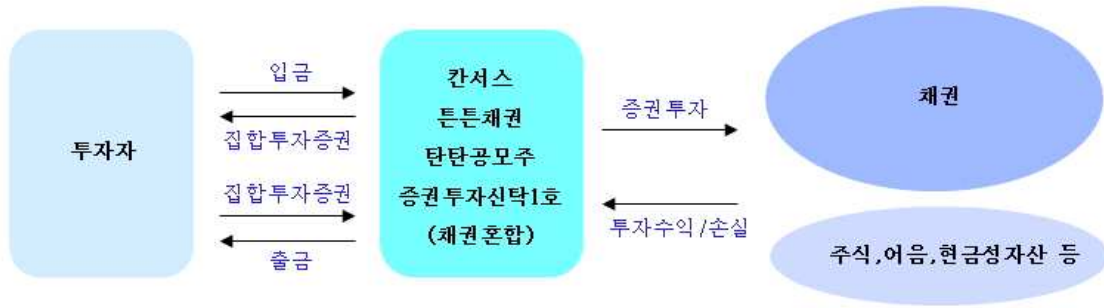 투자자
입금
집합투자증권
집합투자증권
출금
칸서스
튼튼채권
탄탄공모주
증권투자신탁1호
(채권혼합)
증권투자
투자수익/손실
채권
주식,어음,현금성자산 등